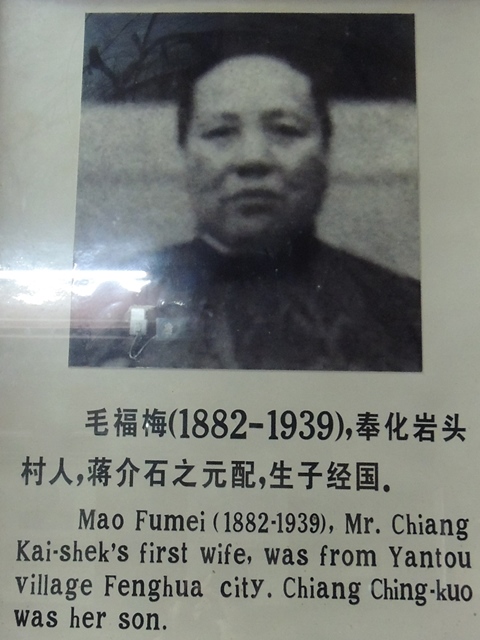 毛福梅(1882-1939),奉化岩头
村人,蒋介石之元配,生子经国.
Mao Fumei (1882-1939), Mr. Chiang
Kai-shek's first wife, was from Yantou
village Fenghua city. Chiang Ching-kuo
was her son.